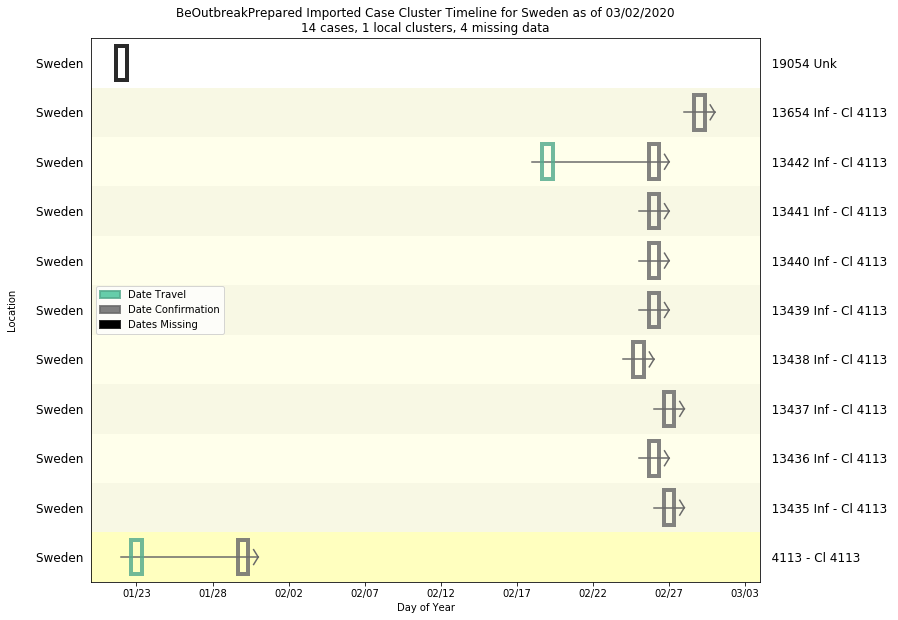 BeOutbreakPrepared Imported Case Cluster Timeline for Sweden as of 03/02/2020
14 cases, 1 local clusters, 4 missing data
Sweden 19054 Unk
Sweden 13654 Inf - Cl 4113
Sweden 13442 Inf - Cl 4113
Sweden 13441 Inf - Cl 4113
Sweden 13440 Inf - Cl 4113
Sweden 13439 Inf - Cl 4113
Sweden 13438 Inf - Cl 4113
Sweden 13437 Inf - Cl 4113
Sweden 13436 Inf - Cl 4113
Sweden 13435 Inf - Cl 4113
Sweden 4113 - Cl 4113
Location
Date Travel
Date Confirmation
Dates Missing
01/23 01/28 02/02 02/07 02/12 02/17 02/22 02/27 03/03
Day of Year